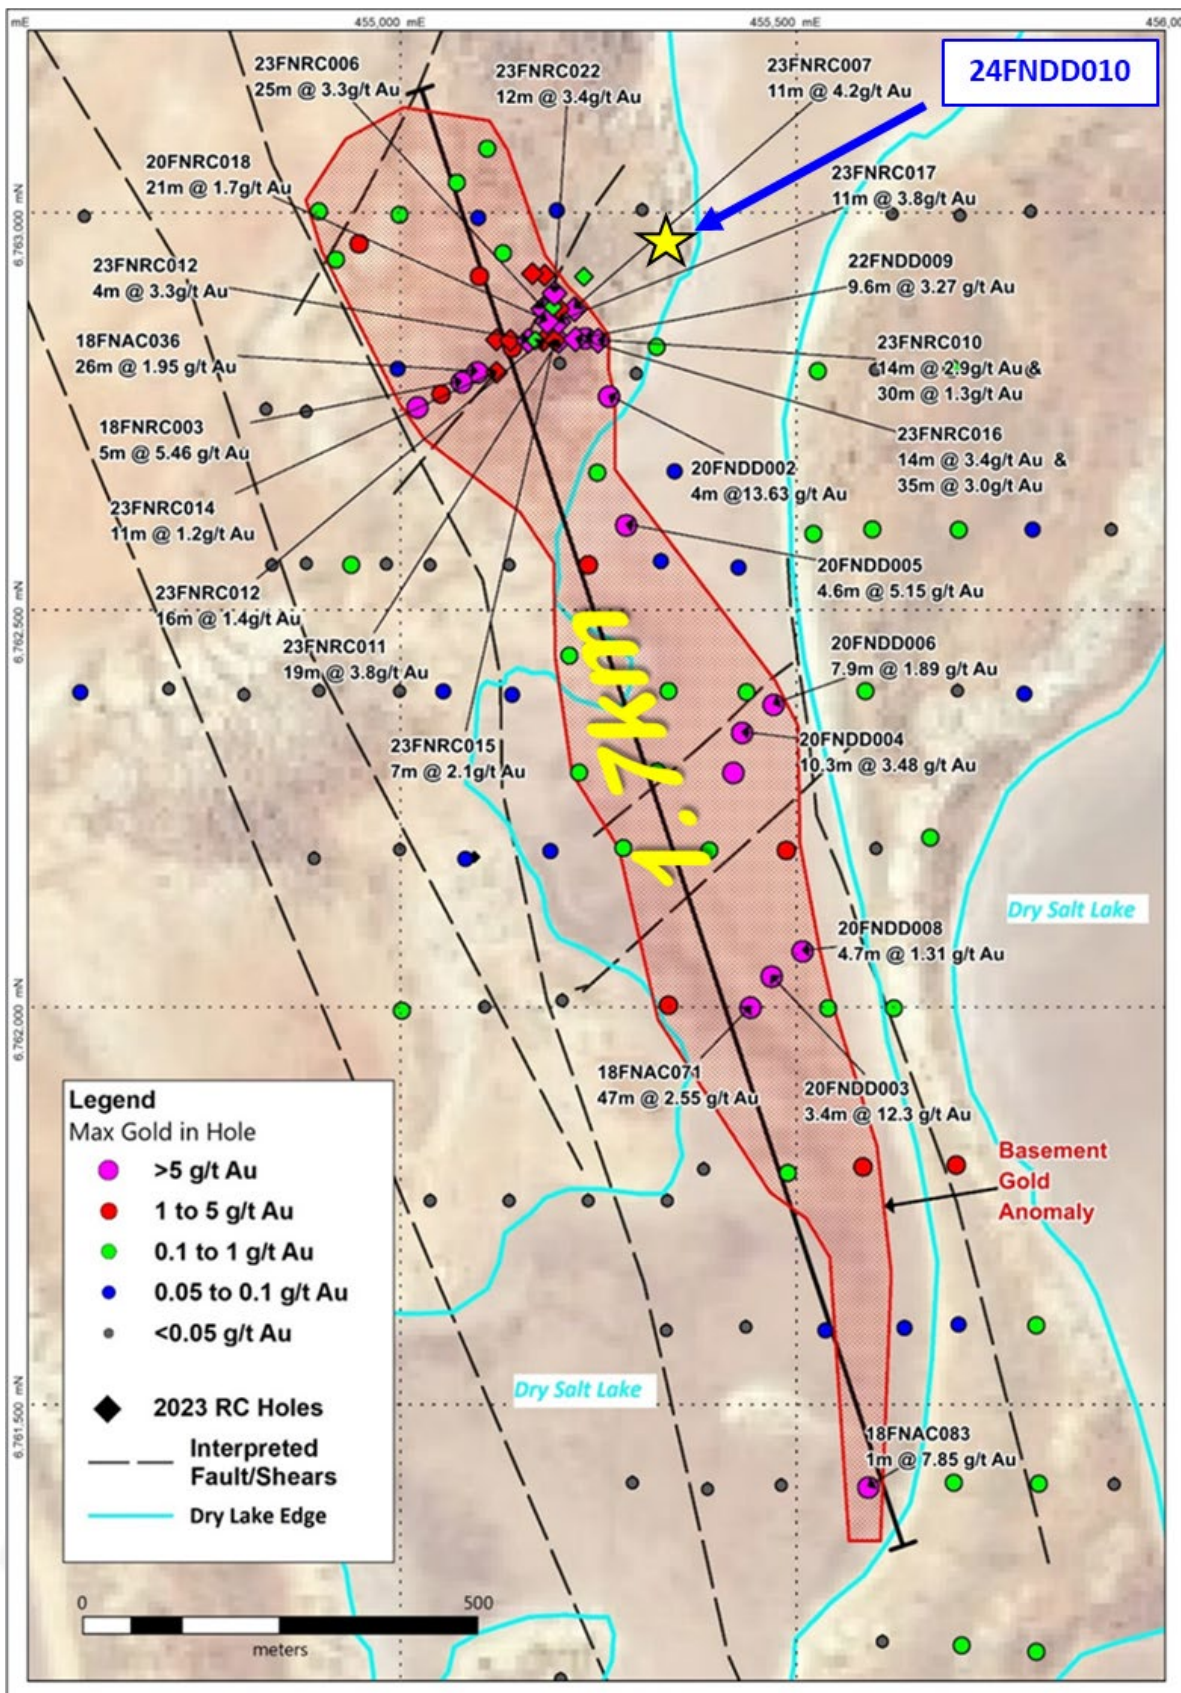 mE
455,000 mE
455,500 mE
456,00
24FNDD010
23FNRC006
25m @ 3.3g/t Au
23FNRC022
12m @ 3.4g/t Au
23FNRC007
11m @ 4.2g/t Au
20FNRC018
21m @ 1.7g/t Au
23FNRC017
11m @ 3.8g/t Au
6,763,000 mN
23FNRC012
4m @ 3.3g/t Au
22FNDD009
9.6m @ 3.27 g/t Au
18FNAC036
26m @ 1.95 g/t Au
23FNRC010
14m @ 2.9g/t Au &
30m @ 1.3g/t Au
18FNRC003
5m @ 5.46 g/t Au
23FNRC016
14m @ 3.4g/t Au &
35m @ 3.0g/t Au
20FNDD002
4m @13.63 g/t Au
23FNRC014
11m @ 1.2g/t Au
20FNDD005
4.6m @ 5.15 g/t Au
23FNRC012
16m @ 1.4g/t Au
6,762,500 mN
23FNRC011
19m @ 3.8g/t Au
20FNDD006
7.9m @ 1.89 g/t Au
1.7km
23FNRC015
7m @ 2.1g/t Au
20FNDD004
10.3m @ 3.48 g/t Au
Dry Salt Lake
20FNDD008
4.7m @ 1.31 g/t Au
6,762,000 mN
18FNAC071
47m @ 2.55 g/t Au
20FNDD003
3.4m @ 12.3 g/t Au
Basement
Gold
Anomaly
Legend
Max Gold in Hole
>5 g/t Au
1 to 5 g/t Au
0.1 to 1 g/t Au
0.05 to 0.1 g/t Au
<0.05 g/t Au
2023 RC Holes
Interpreted
Fault/Shears
Dry Lake Edge
Dry Salt Lake
6,761,500 mN
18FNAC083
1m @ 7.85 g/t Au
0
500
meters